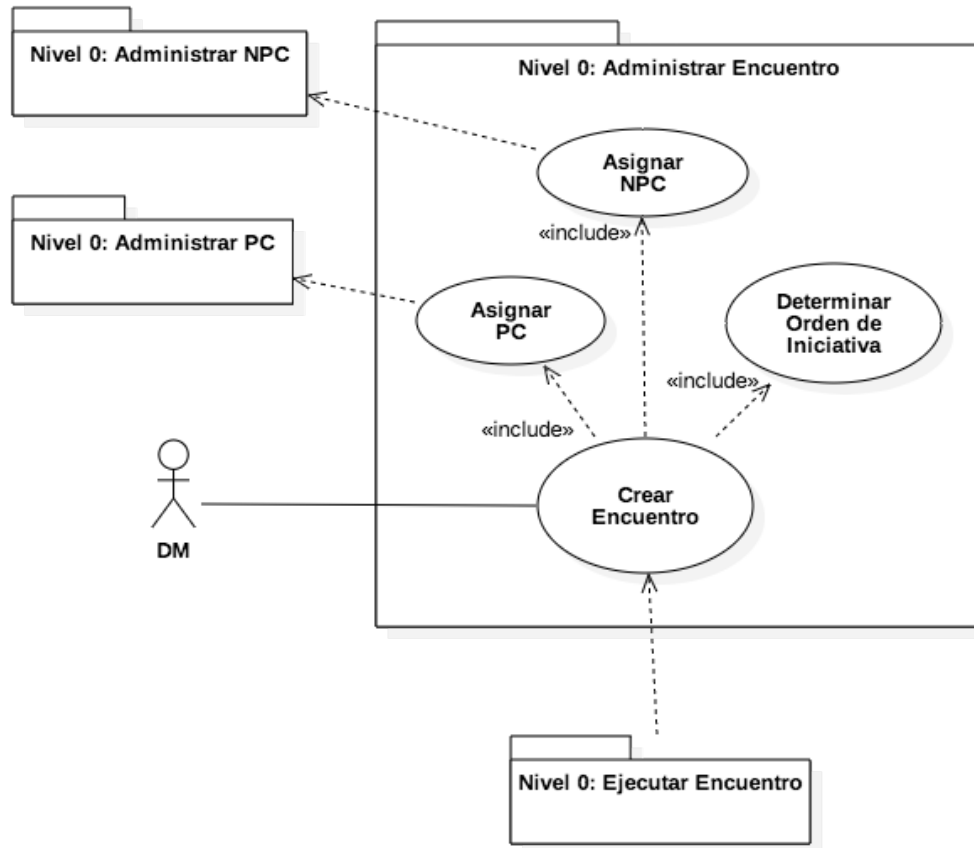 Nivel 0: Administrar NPC
Nivel 0: Administrar Encuentro
Asignar
NPC
«include»
Nivel 0: Administrar PC
Asignar
PC
Determinar
Orden de
Iniciativa
«include»
«include»
Crear
Encuentro
DM
Nivel 0: Ejecutar Encuentro